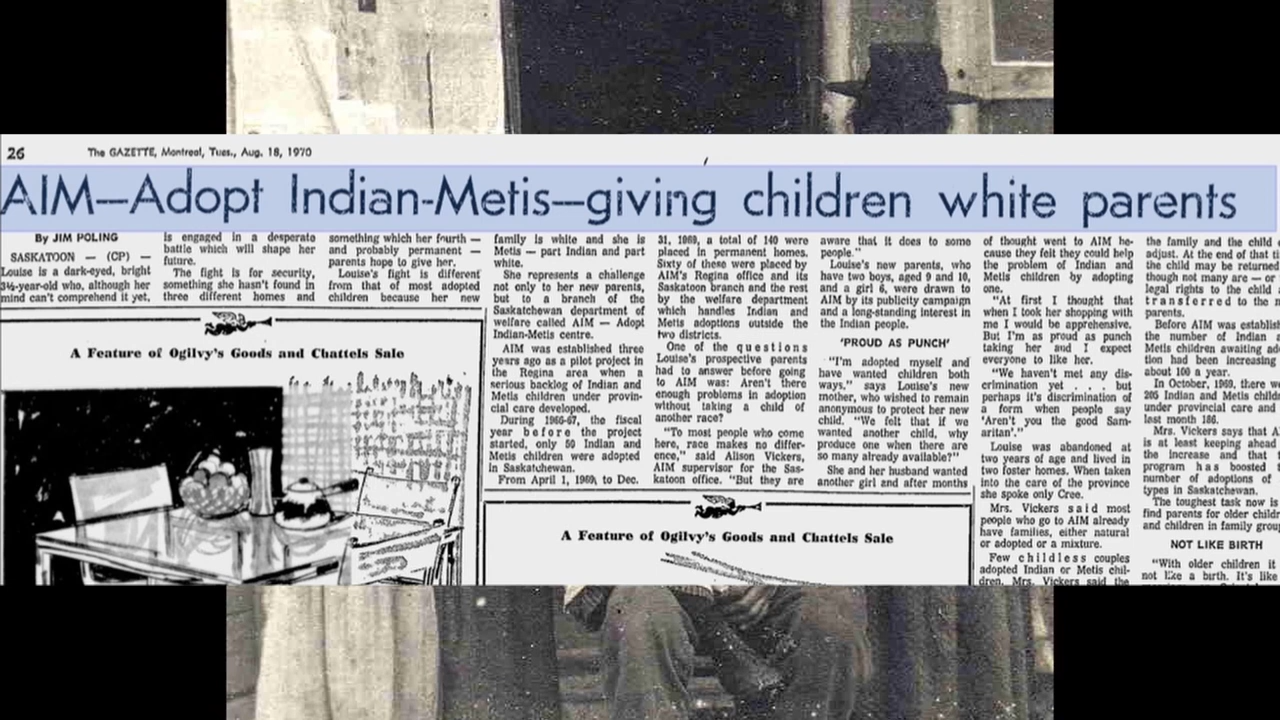 26
The GAZETTE, Montreal, Tues., Aug. 18, 1970
AIM—Adopt Indian-Metis—giving children white parents
By JIM POLING
SASKATOON — (CP) —
Louise is a dark-eyed, bright
3½-year-old who, although her
mind can't comprehend it yet,
is engaged in a desperate
battle which will shape her
future.
The fight is for security,
something she hasn't found in
three different homes and
something which her fourth —
and probably permanent —
parents hope to give her.
Louise's fight is different
from that of most adopted
children because her new
family is white and she is
Metis — part Indian and part
white.
She represents a challenge
not only to her new parents,
but to a branch of the
Saskatchewan department of
welfare called AIM — Adopt
Indian-Metis centre.
AIM was established three
years ago as a pilot project in
the Regina area when a
serious backlog of Indian and
Metis children under provin-
cial care developed.
During 1966-67, the fiscal
year before the project
started, only 50 Indian and
Metis children were adopted
in Saskatchewan.
From April 1, 1969, to Dec.
31, 1969, a total of 140 were
placed in permanent homes.
Sixty of these were placed by
AIM's Regina office and its
Saskatoon branch and the rest
by the welfare department
which handles Indian and
Metis adoptions outside the
two districts.
One of the questions
Louise's prospective parents
had to answer before going
to AIM was: Aren't there
enough problems in adoption
without taking a child of
another race?
"To most people who come
here, race makes no differ-
ence," said Alison Vickers,
AIM supervisor for the Sas-
katoon office. "But they are
aware that it does to some
people."
Louise's new parents, who
have two boys, aged 9 and 10,
and a girl 6, were drawn to
AIM by its publicity campaign
and a long-standing interest in
the Indian people.
'PROUD AS PUNCH'
"I'm adopted myself and
have wanted children both
ways," says Louise's new
mother, who wished to remain
anonymous to protect her new
child. "We felt that if we
wanted another child, why
produce one when there are
so many already available?"
She and her husband wanted
another girl and after months
of thought went to AIM be-
cause they felt they could help
the problem of Indian and
Metis children by adopting
one.
"At first I thought that
when I took her shopping with
me I would be apprehensive.
But I'm as proud as punch
taking her and I expect
everyone to like her.
"We haven't met any dis-
crimination yet . . . but
perhaps it's discrimination of
a form when people say
'Aren't you the good Sam-
aritan'."
Louise was abandoned at
two years of age and lived in
two foster homes. When taken
into the care of the province
she spoke only Cree.
Mrs. Vickers said most
people who go to AIM already
have families, either natural
or adopted or a mixture.
Few childless couples
adopted Indian or Metis chil-
dren, Mrs. Vickers said the
the family and the child
adjust. At the end of that ti
the child may be returned
though not many are — or
legal rights to the child
transferred to the
parents.
Before AIM was establis
the number of Indian
Metis children awaiting ado
tion had been increasing
about 100 a year.
In October, 1969, there w
205 Indian and Metis childr
under provincial care and
last month 186.
Mrs. Vickers says that A
is at least keeping ahead
the increase and that t
program has boosted
number of adoptions of
types in Saskatchewan.
The toughest task now is
find parents for older childr
and children in family group
NOT LIKE BIRTH
"With older children it
not like a birth. It's like
A Feature of Ogilvy's Goods and Chattels Sale
A Feature of Ogilvy's Goods and Chattels Sale